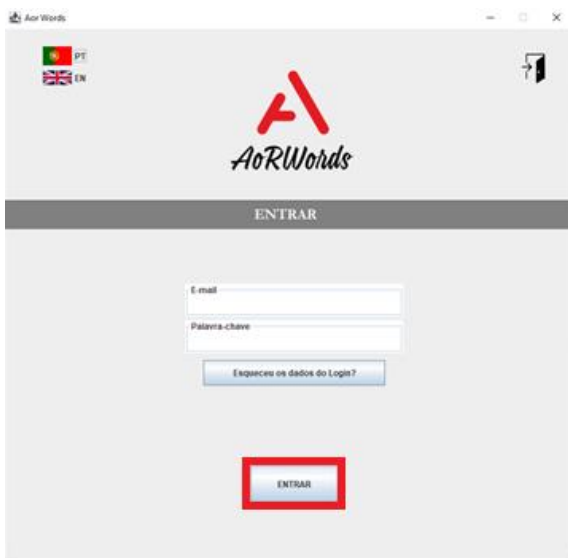 Aor Words
PT
EN
AoRWords
ENTRAR
E-mail
Palavra-chave
Esqueceu os dados do Login?
ENTRAR